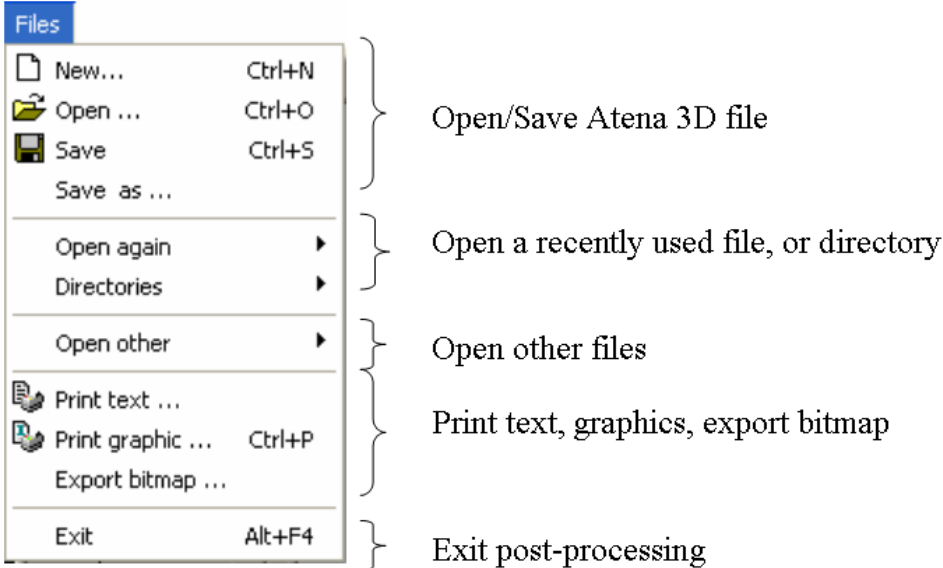 Files
New... Ctrl+N
Open ... Ctrl+O
Save Ctrl+S
Save as ...
Open/Save Atena 3D file
Open again
Directories
Open a recently used file, or directory
Open other
Open other files
Print text ...
Print graphic ... Ctrl+P
Export bitmap ...
Print text, graphics, export bitmap
Exit Alt+F4
Exit post-processing